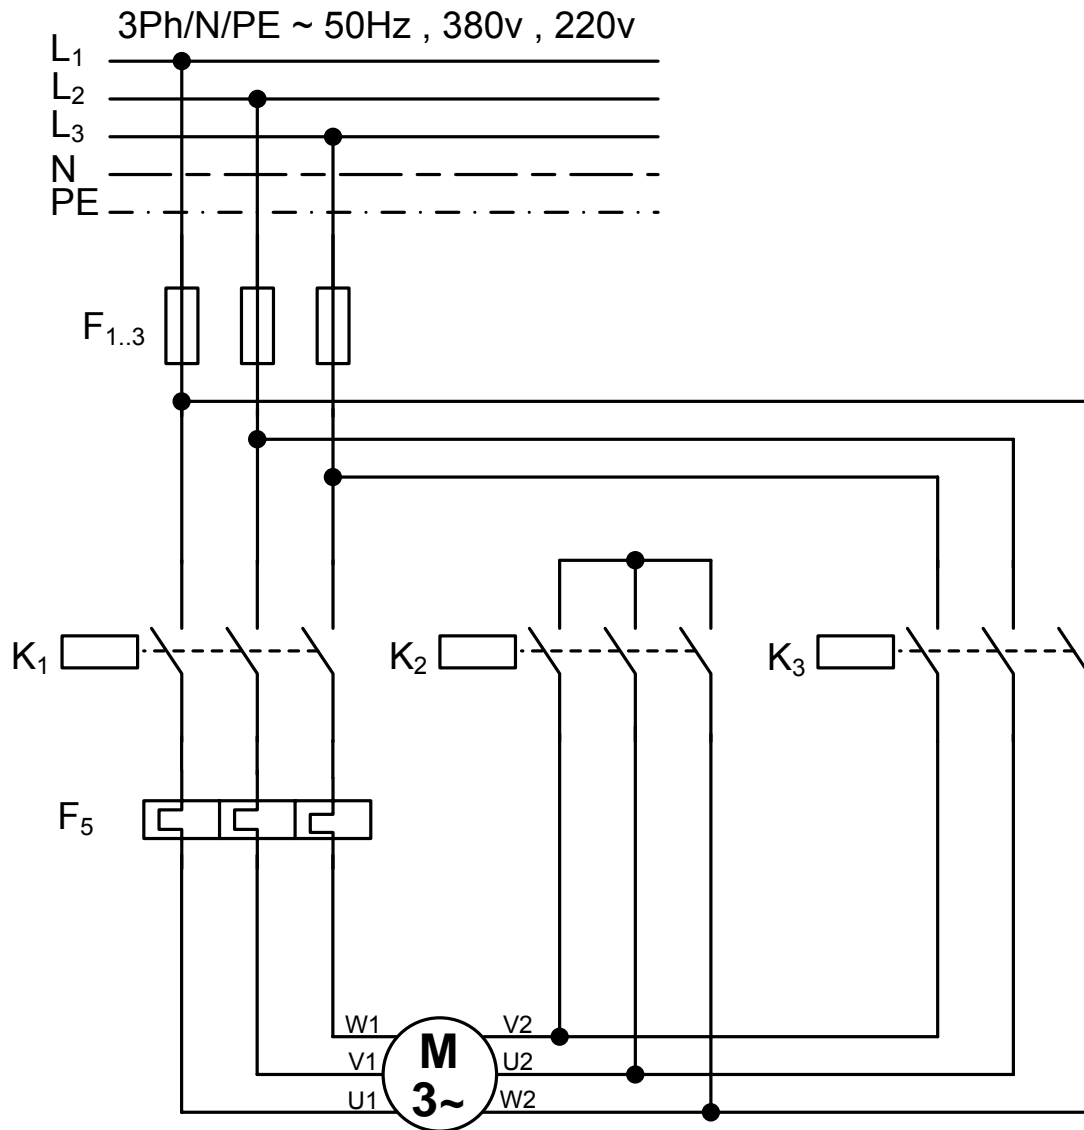 3Ph/N/PE ~ 50Hz , 380v , 220v
L1
L2
L3
N
PE
F1..3
K1
K2
K3
F5
W1
V2
M
V1
U2
3~
U1
W2